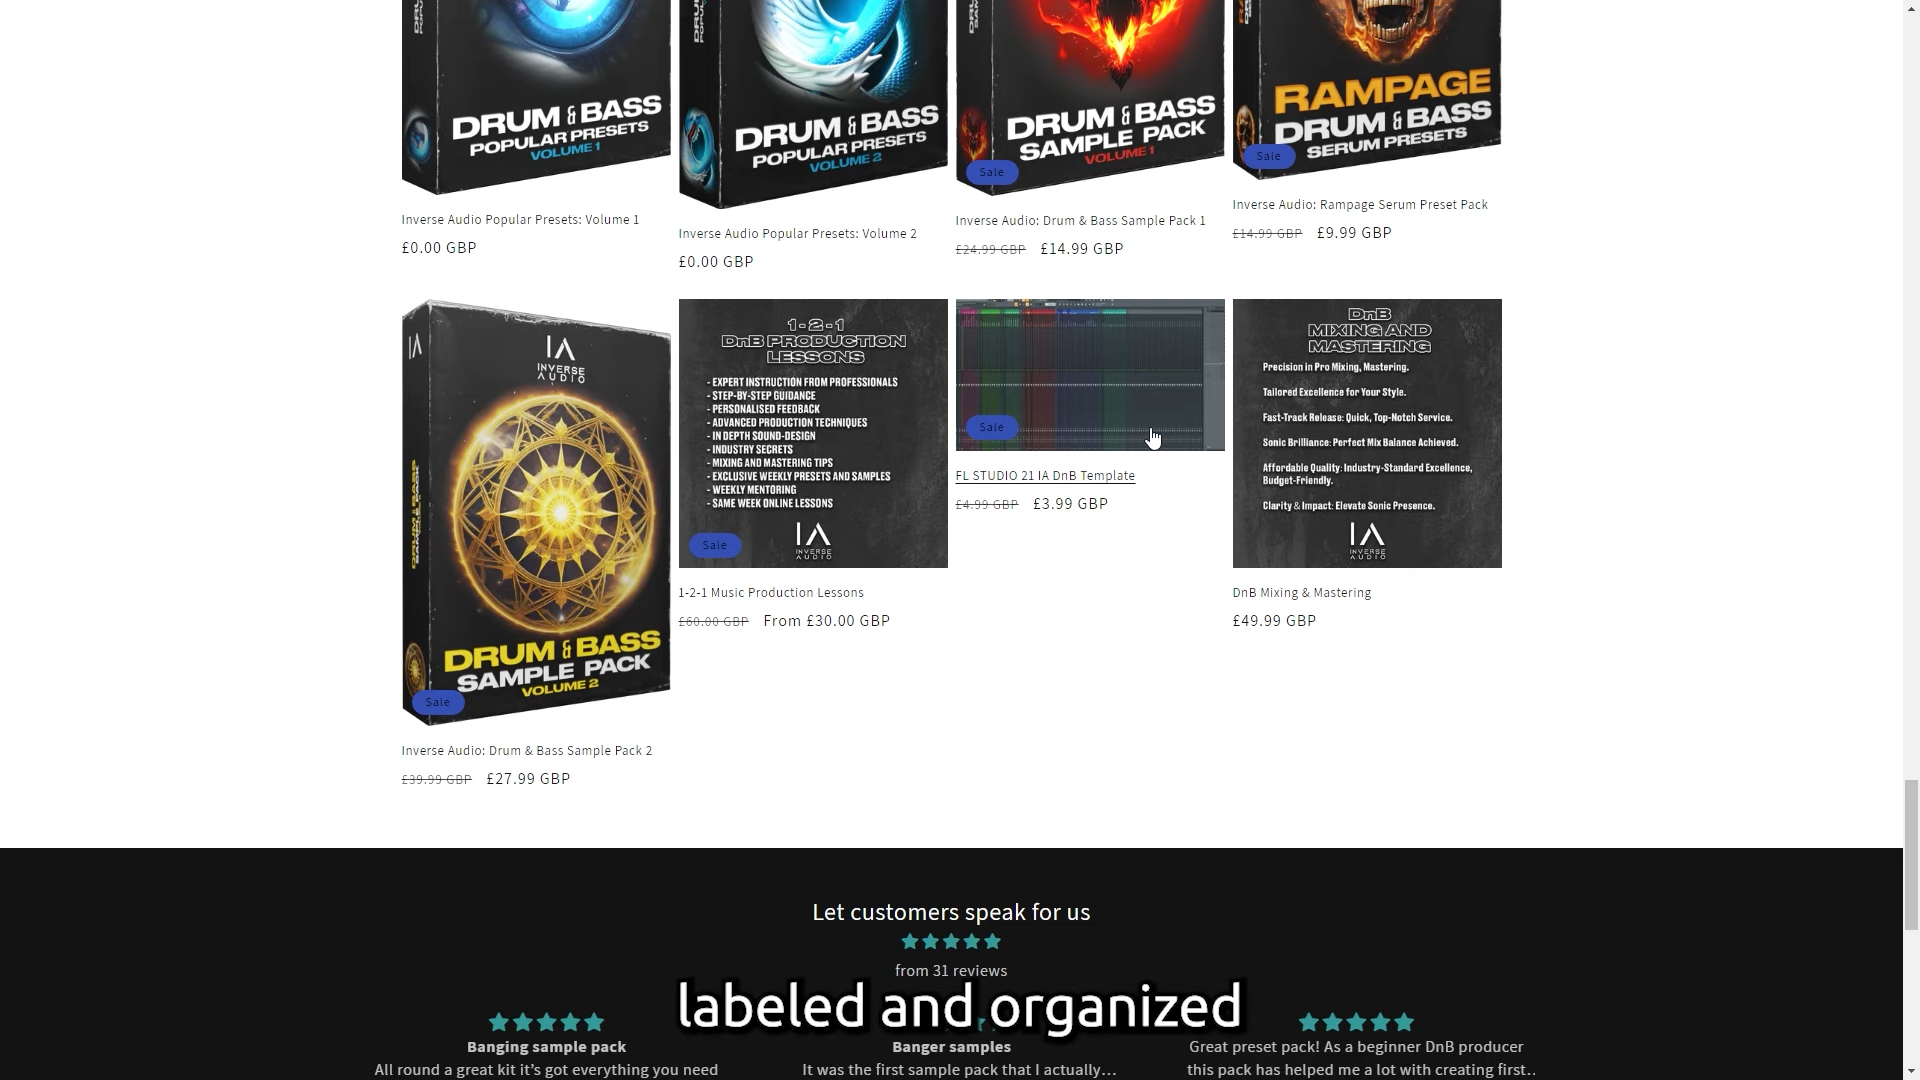 DRUM & BASS
POPULAR PRESETS
VOLUME 1
DRUM & BASS
POPULAR PRESETS
VOLUME 2
DRUM & BASS
SAMPLE PACK
VOLUME 1
Sale
RAMPAGE
DRUM & BASS
SERUM PRESETS
Sale
Inverse Audio Popular Presets: Volume 1
£0.00 GBP
Inverse Audio Popular Presets: Volume 2
£0.00 GBP
Inverse Audio: Drum & Bass Sample Pack 1
£24.99 GBP £14.99 GBP
Inverse Audio: Rampage Serum Preset Pack
£14.99 GBP £9.99 GBP
IA
IA
INVERSE
AUDIO
DRUM & BASS
SAMPLE PACK
DRUM & BASS
SAMPLE PACK
VOLUME 2
Sale
Inverse Audio: Drum & Bass Sample Pack 2
£39.99 GBP £27.99 GBP
1-2-1
DnB PRODUCTION
LESSONS
- EXPERT INSTRUCTION FROM PROFESSIONALS
- STEP-BY-STEP GUIDANCE
- PERSONALISED FEEDBACK
- ADVANCED PRODUCTION TECHNIQUES
- IN DEPTH SOUND-DESIGN
- INDUSTRY SECRETS
- MIXING AND MASTERING TIPS
- EXCLUSIVE WEEKLY PRESETS AND SAMPLES
- WEEKLY MENTORING
- SAME WEEK ONLINE LESSONS
IA
INVERSE
AUDIO
Sale
1-2-1 Music Production Lessons
£60.00 GBP From £30.00 GBP
Sale
FL STUDIO 21 IA DnB Template
£4.99 GBP £3.99 GBP
DnB
MIXING AND
MASTERING
Precision in Pro Mixing, Mastering.
Tailored Excellence for Your Style.
Fast-Track Release: Quick, Top-Notch Service.
Sonic Brilliance: Perfect Mix Balance Achieved.
Affordable Quality: Industry-Standard Excellence,
Budget-Friendly.
Clarity & Impact: Elevate Sonic Presence.
IA
INVERSE
AUDIO
DnB Mixing & Mastering
£49.99 GBP
Let customers speak for us
from 31 reviews
labeled and organized
Banging sample pack
All round a great kit it's got everything you need
Banger samples
It was the first sample pack that I actually…
Great preset pack! As a beginner DnB producer
this pack has helped me a lot with creating first..